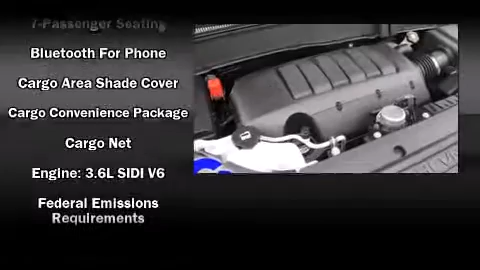 7-Passenger Seating
Bluetooth For Phone
Cargo Area Shade Cover
Cargo Convenience Package
Cargo Net
Engine: 3.6L SIDI V6
Federal Emissions
Requirements